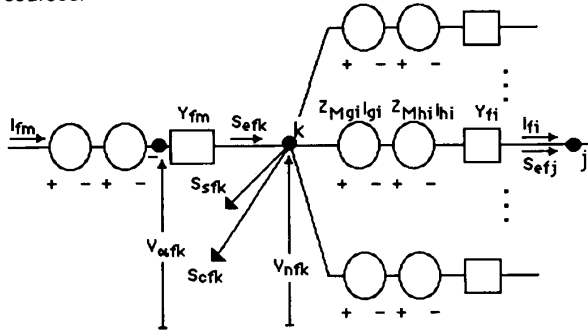 + - + -
Z_Mgi I_gi Z_Mhi I_hi Y_fi
I_fm Y_fm S_efk k I_fi
+ - + - - + - + - S_efj j
S_sfk
V_αfk S_cfk V_nfk
+ - + -